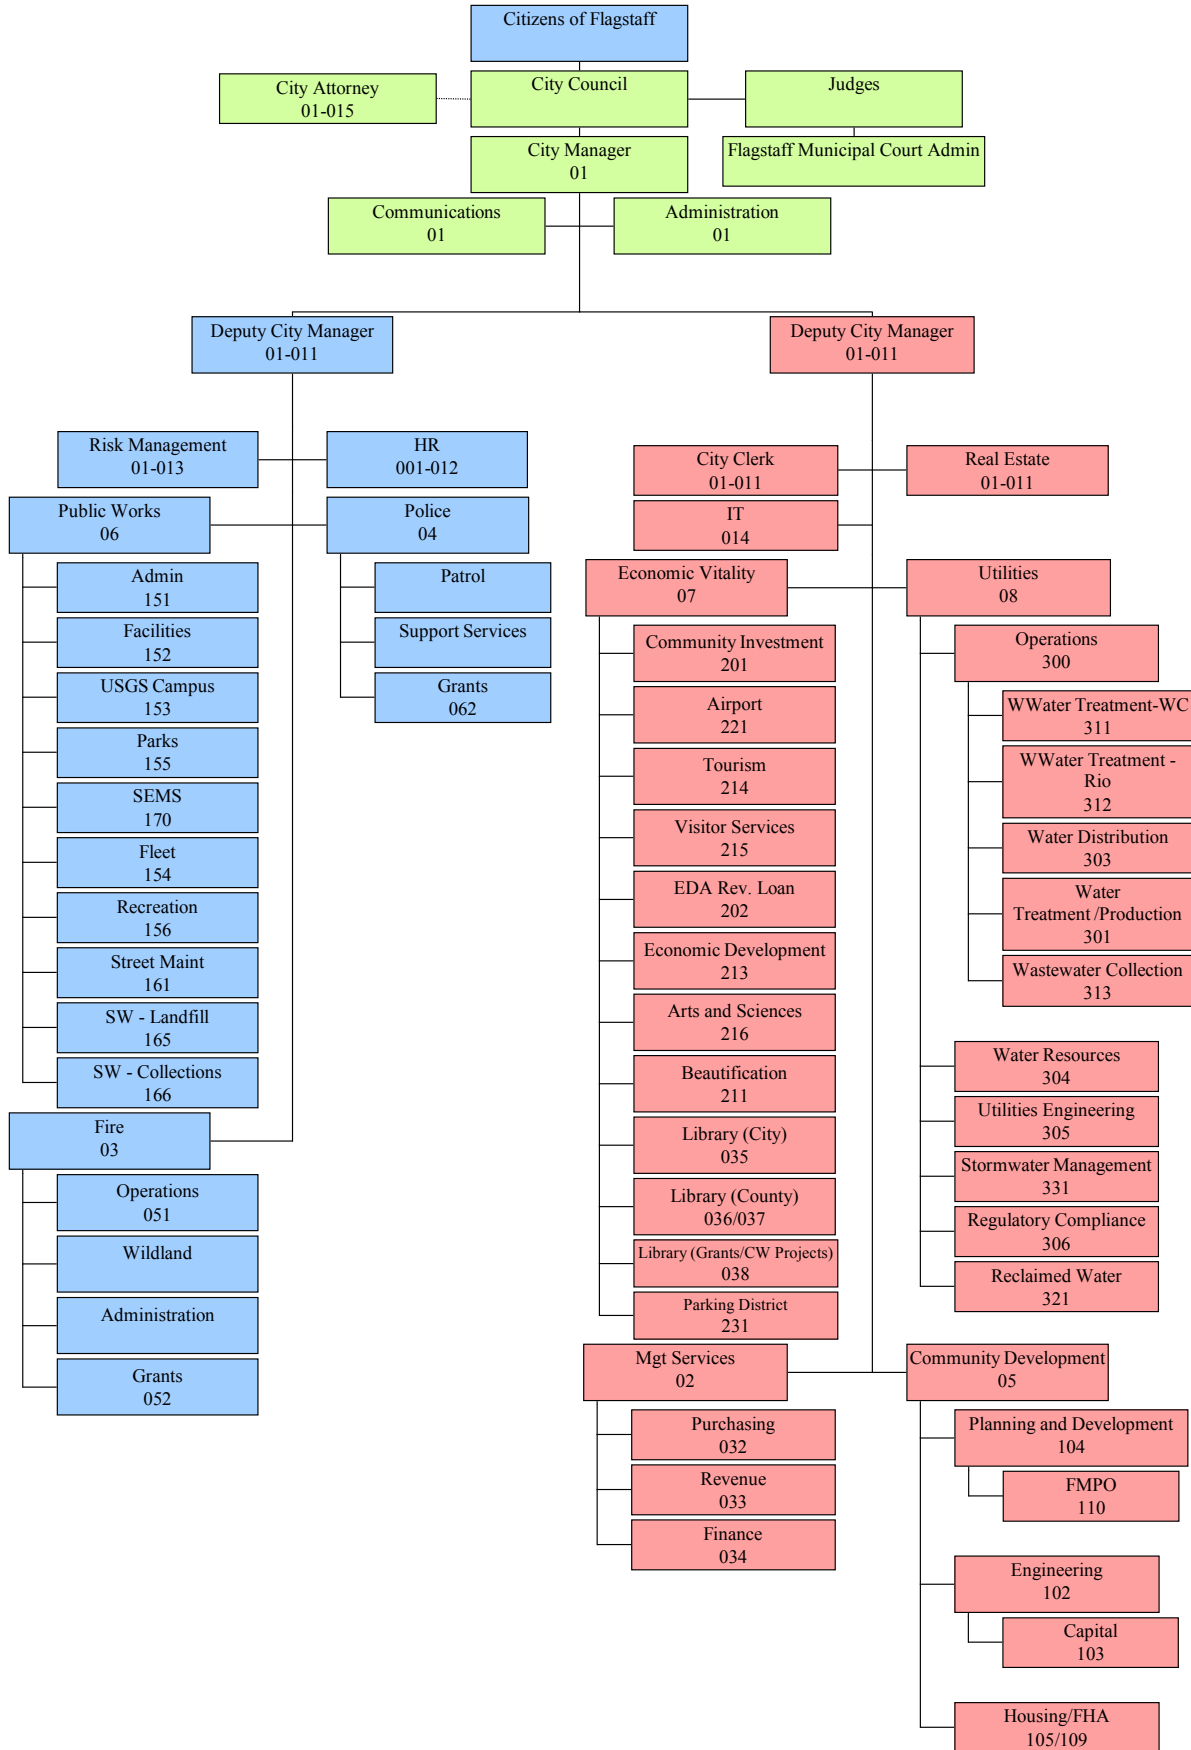 Citizens of Flagstaff
City Attorney
01-015
City Council
Judges
City Manager
01
Flagstaff Municipal Court Admin
Communications
01
Administration
01
Deputy City Manager
01-011
Risk Management
01-013
HR
001-012
Public Works
06
Police
04
Admin
151
Facilities
152
USGS Campus
153
Parks
155
SEMS
170
Fleet
154
Recreation
156
Street Maint
161
SW - Landfill
165
SW - Collections
166
Patrol
Support Services
Grants
062
Fire
03
Operations
051
Wildland
Administration
Grants
052
Deputy City Manager
01-011
City Clerk
01-011
Real Estate
01-011
IT
014
Economic Vitality
07
Community Investment
201
Airport
221
Tourism
214
Visitor Services
215
EDA Rev. Loan
202
Economic Development
213
Arts and Sciences
216
Beautification
211
Library (City)
035
Library (County)
036/037
Library (Grants/CW Projects)
038
Parking District
231
Utilities
08
Operations
300
WWater Treatment-WC
311
WWater Treatment -
Rio
312
Water Distribution
303
Water
Treatment /Production
301
Wastewater Collection
313
Water Resources
304
Utilities Engineering
305
Stormwater Management
331
Regulatory Compliance
306
Reclaimed Water
321
Mgt Services
02
Purchasing
032
Revenue
033
Finance
034
Community Development
05
Planning and Development
104
FMPO
110
Engineering
102
Capital
103
Housing/FHA
105/109